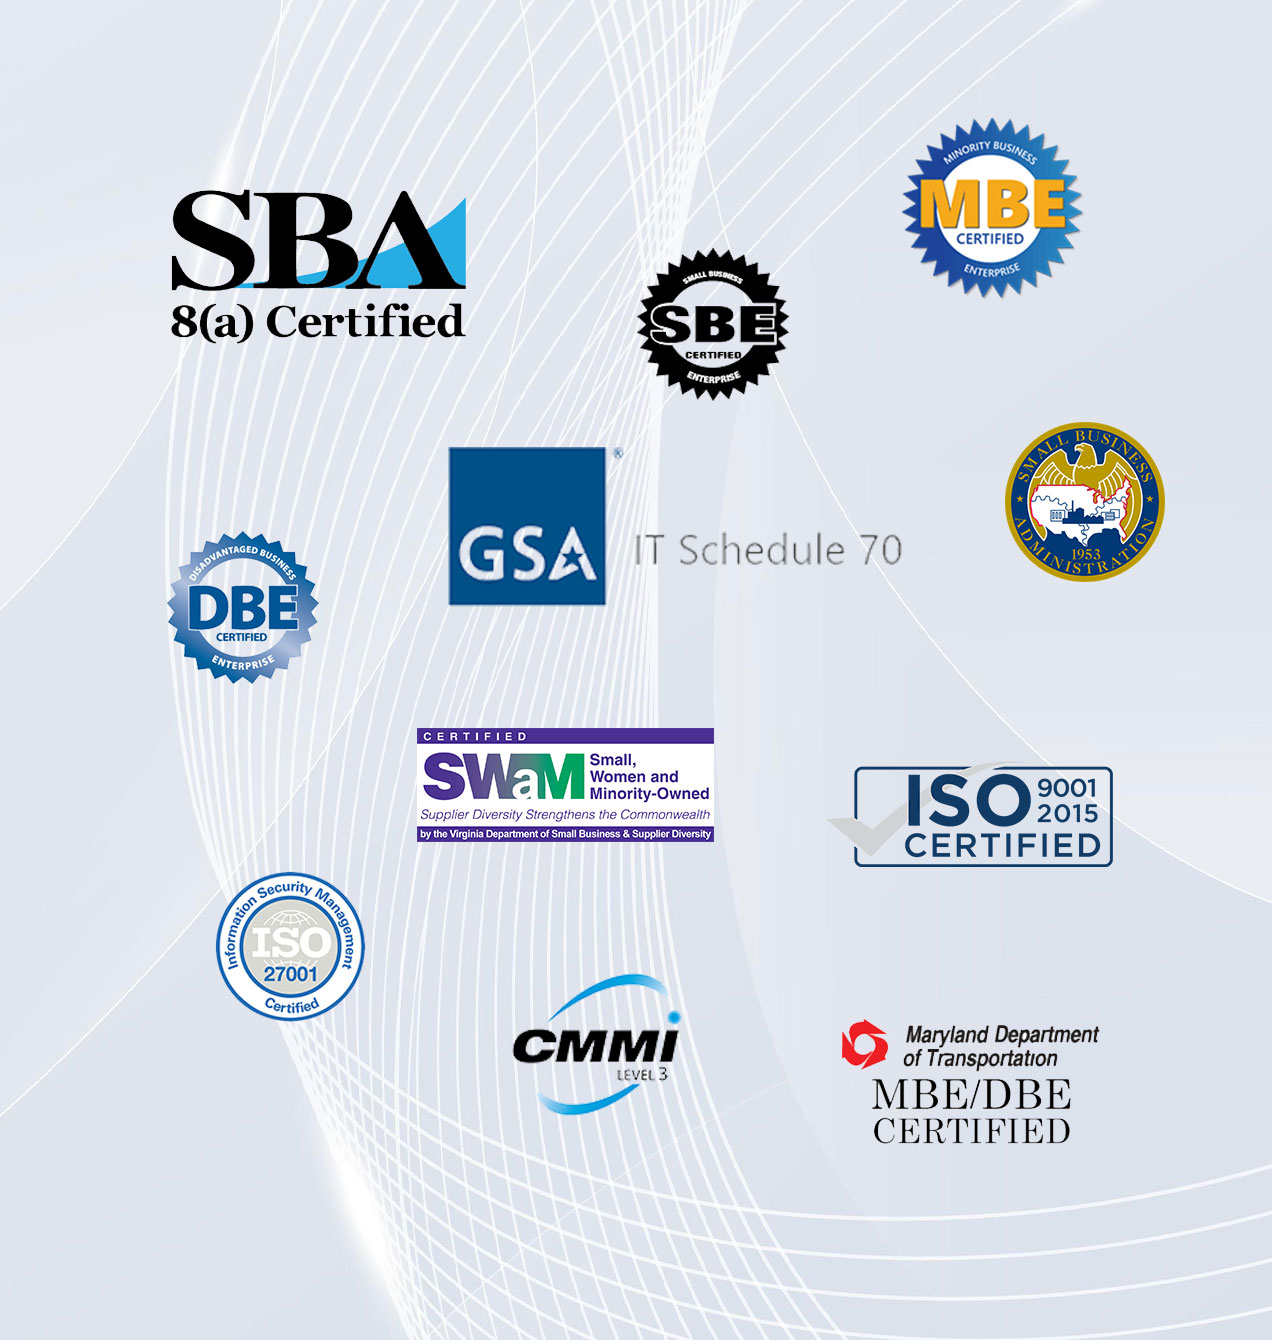 MINORITY BUSINESS
MBE
CERTIFIED
ENTERPRISE
SBA
8(a) Certified
SMALL BUSINESS
SBE
CERTIFIED
ENTERPRISE
SMALL BUSINESS
1953
ADMINISTRATION
GSA®
IT Schedule 70
DISADVANTAGED BUSINESS
DBE
CERTIFIED
ENTERPRISE
CERTIFIED
SWaM
Small,
Women and
Minority-Owned
Supplier Diversity Strengthens the Commonwealth
by the Virginia Department of Small Business & Supplier Diversity
ISO 9001
2015
CERTIFIED
Information Security Management
ISO
27001
Certified
CMMI
LEVEL 3
Maryland Department
of Transportation
MBE/DBE
CERTIFIED